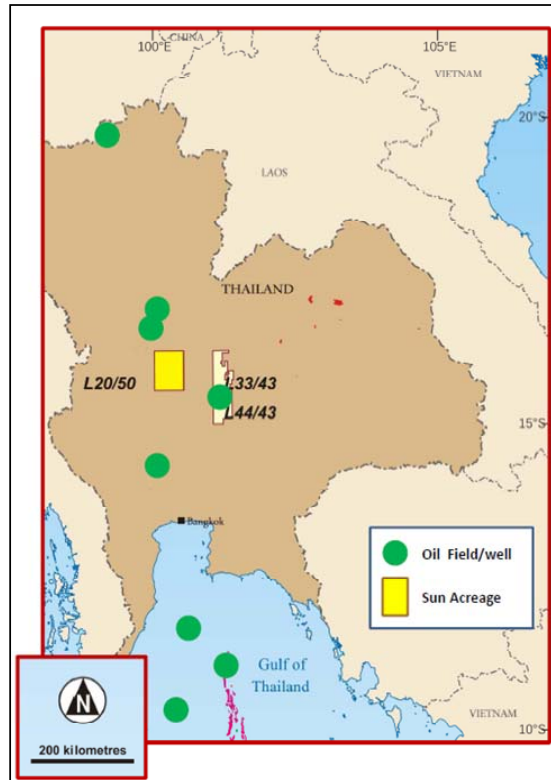 100°E
105°E
CHINA
VIETNAM
20°S
LAOS
THAILAND
L20/50
L33/43
L44/43
15°S
Bangkok
Oil Field/well
Sun Acreage
Gulf of
Thailand
VIETNAM
10°S
N
200 kilometres